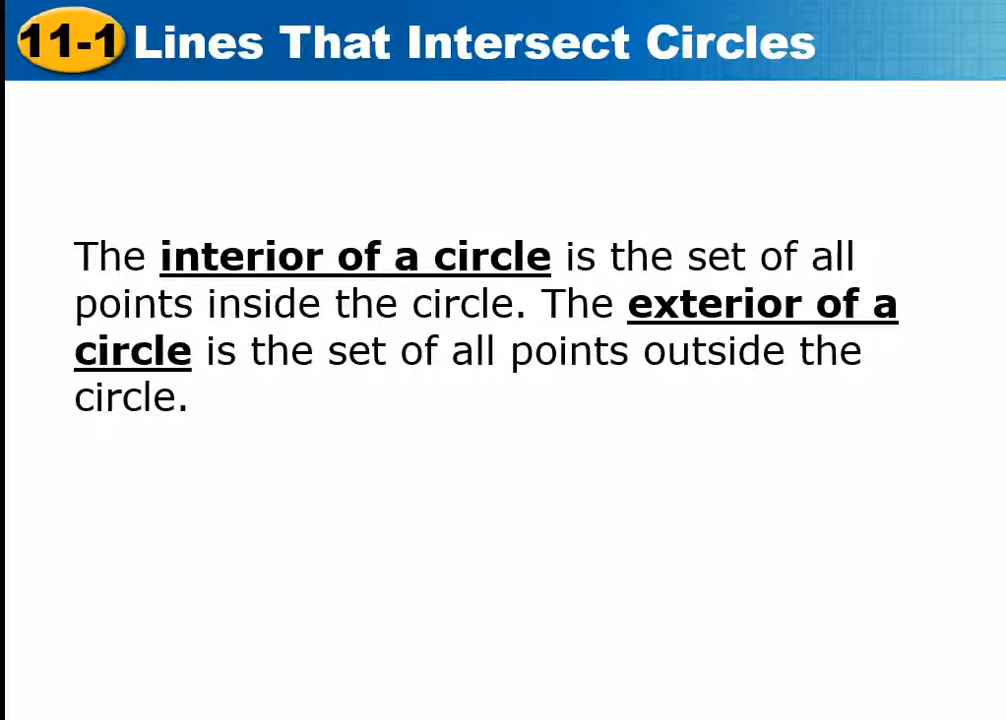 11-1 Lines That Intersect Circles
The interior of a circle is the set of all
points inside the circle. The exterior of a
circle is the set of all points outside the
circle.